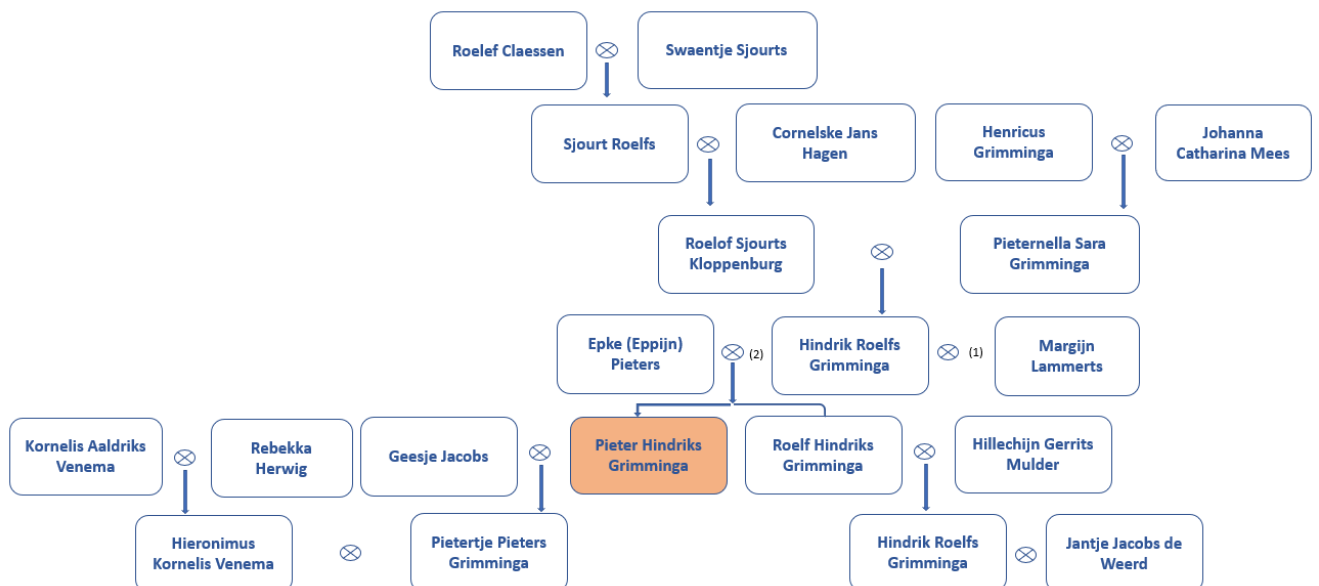 Roelef Claessen
Swaentje Sjourts
Sjourt Roelfs
Cornelske Jans
Hagen
Henricus
Grimminga
Johanna
Catharina Mees
Roelof Sjourts
Kloppenburg
Pieternella Sara
Grimminga
Epke (Eppijn)
Pieters
(2)
Hindrik Roelfs
Grimminga
(1)
Margijn
Lammerts
Kornelis Aaldriks
Venema
Rebekka
Herwig
Geesje Jacobs
Pieter Hindriks
Grimminga
Roelf Hindriks
Grimminga
Hillechijn Gerrits
Mulder
Hieronimus
Kornelis Venema
Pietertje Pieters
Grimminga
Hindrik Roelfs
Grimminga
Jantje Jacobs de
Weerd